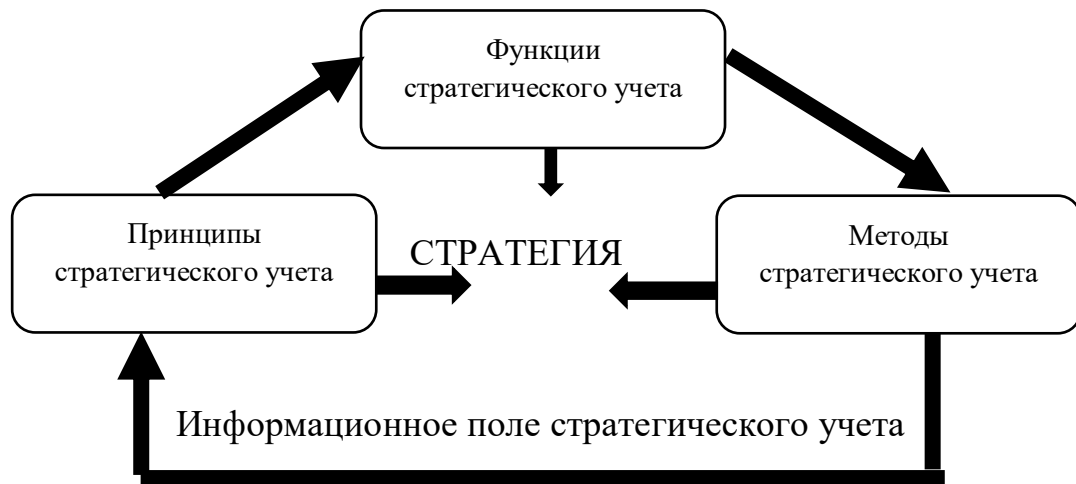 Функции
стратегического учета
Принципы
стратегического учета
СТРАТЕГИЯ
Методы
стратегического учета
Информационное поле стратегического учета